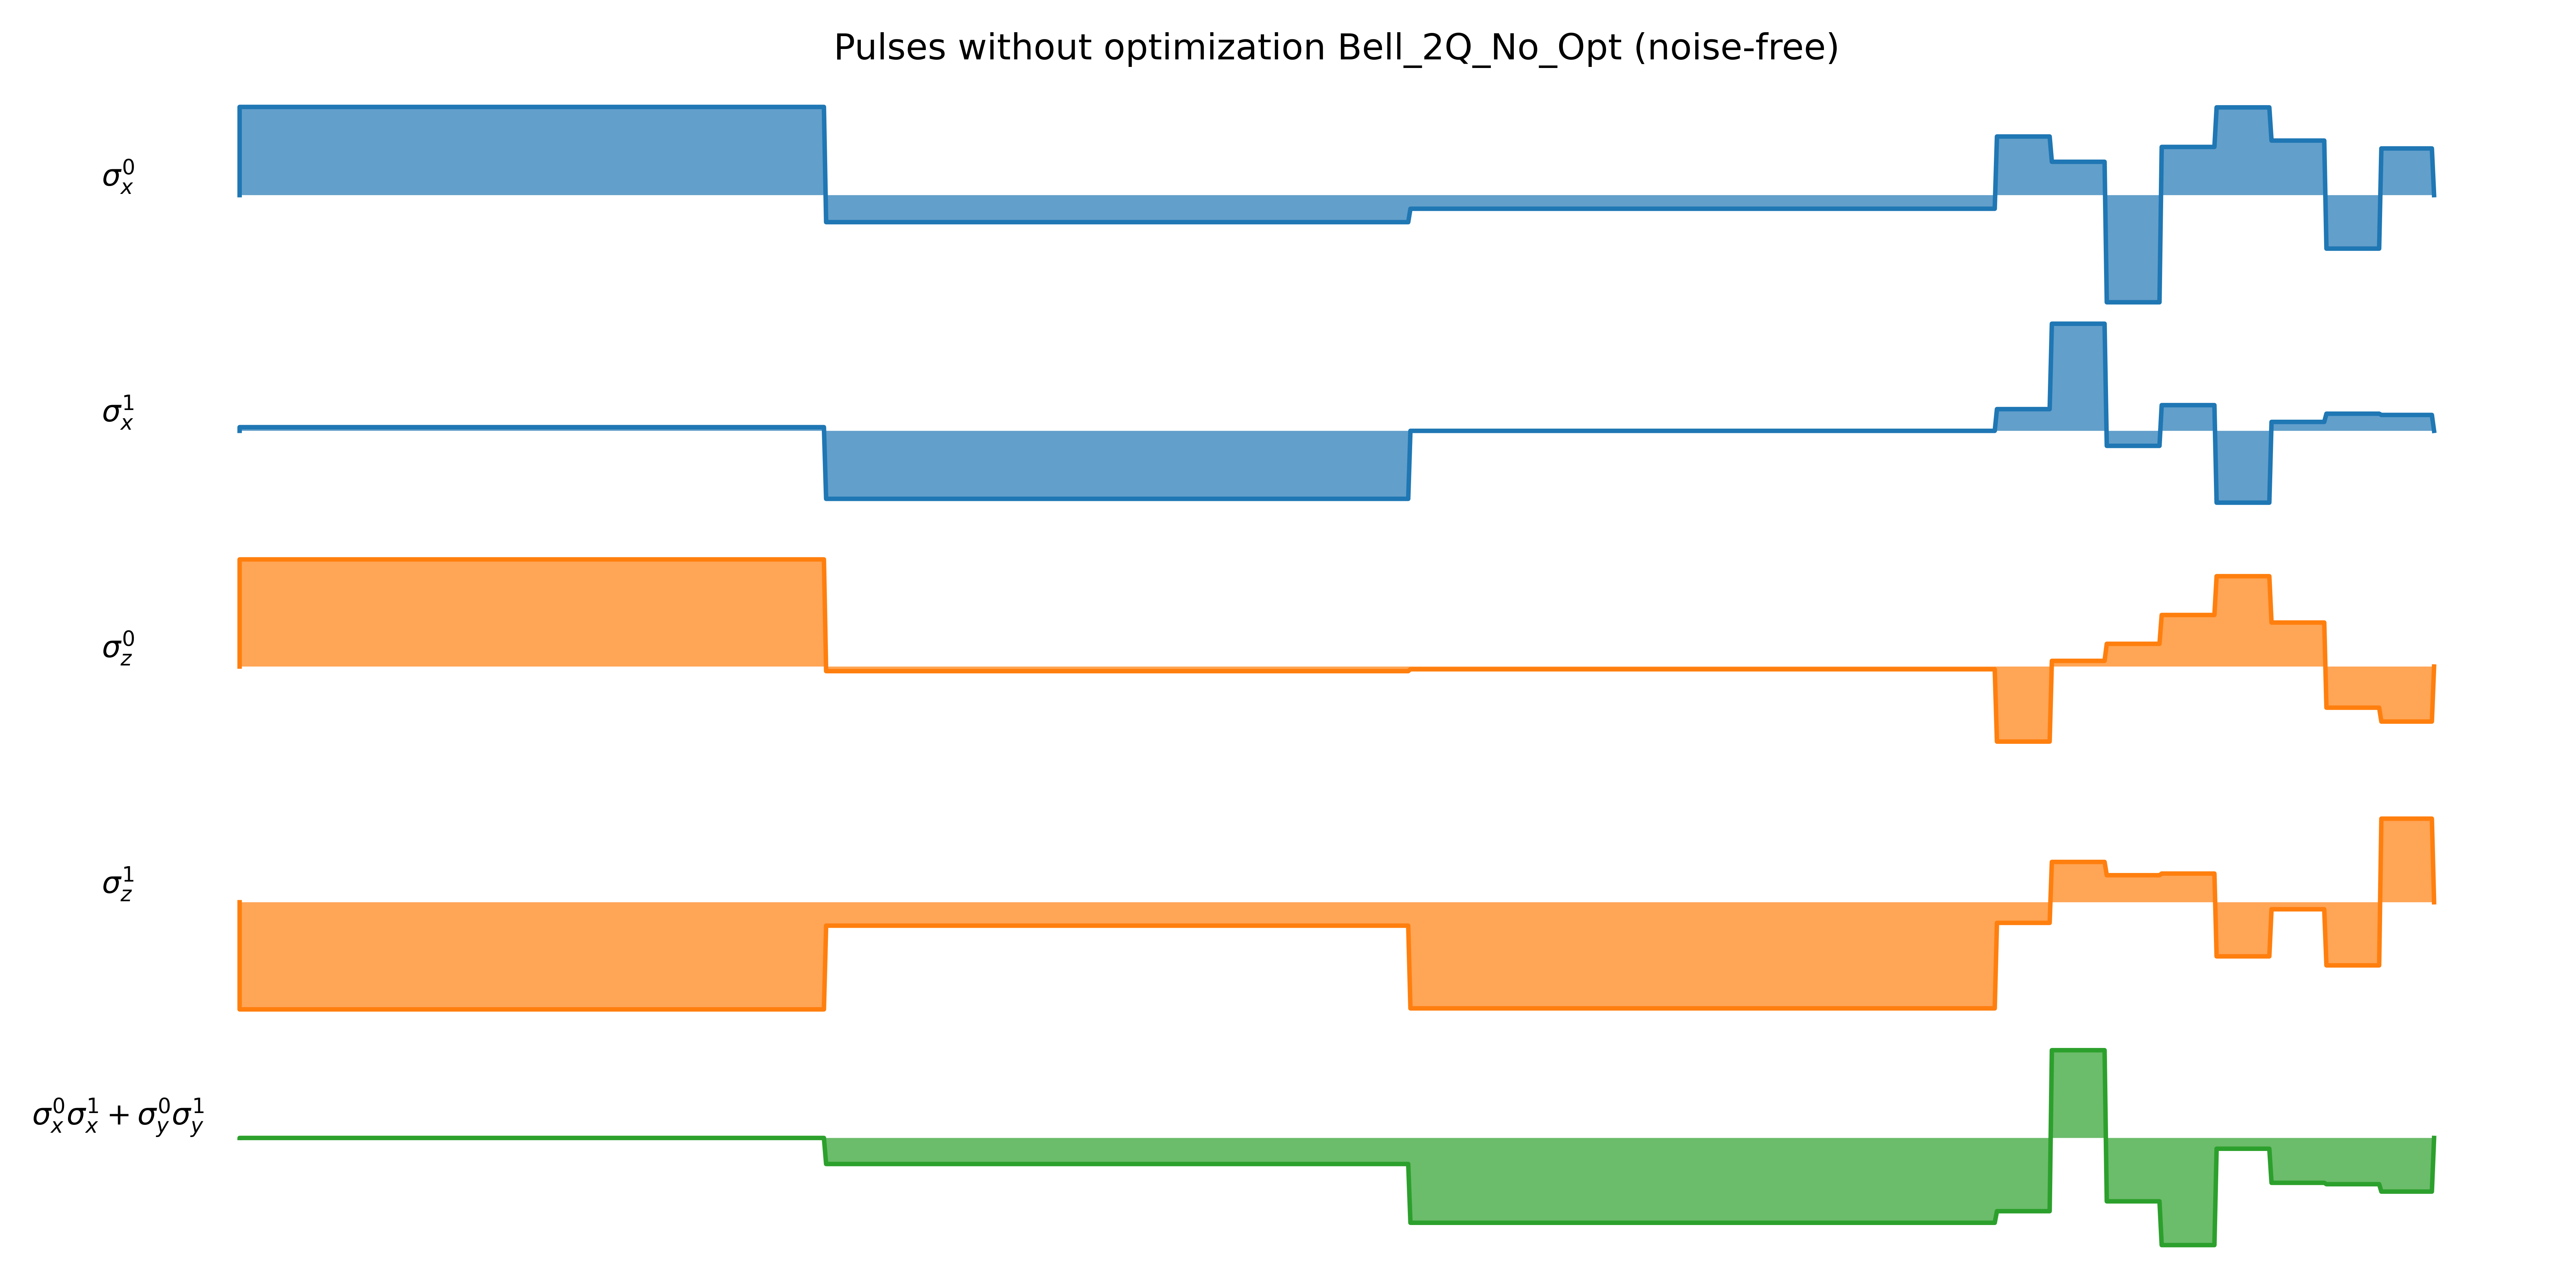 Pulses without optimization Bell_2Q_No_Opt (noise-free)
σ_x^0
σ_x^1
σ_z^0
σ_z^1
σ_x^0σ_x^1 + σ_y^0σ_y^1